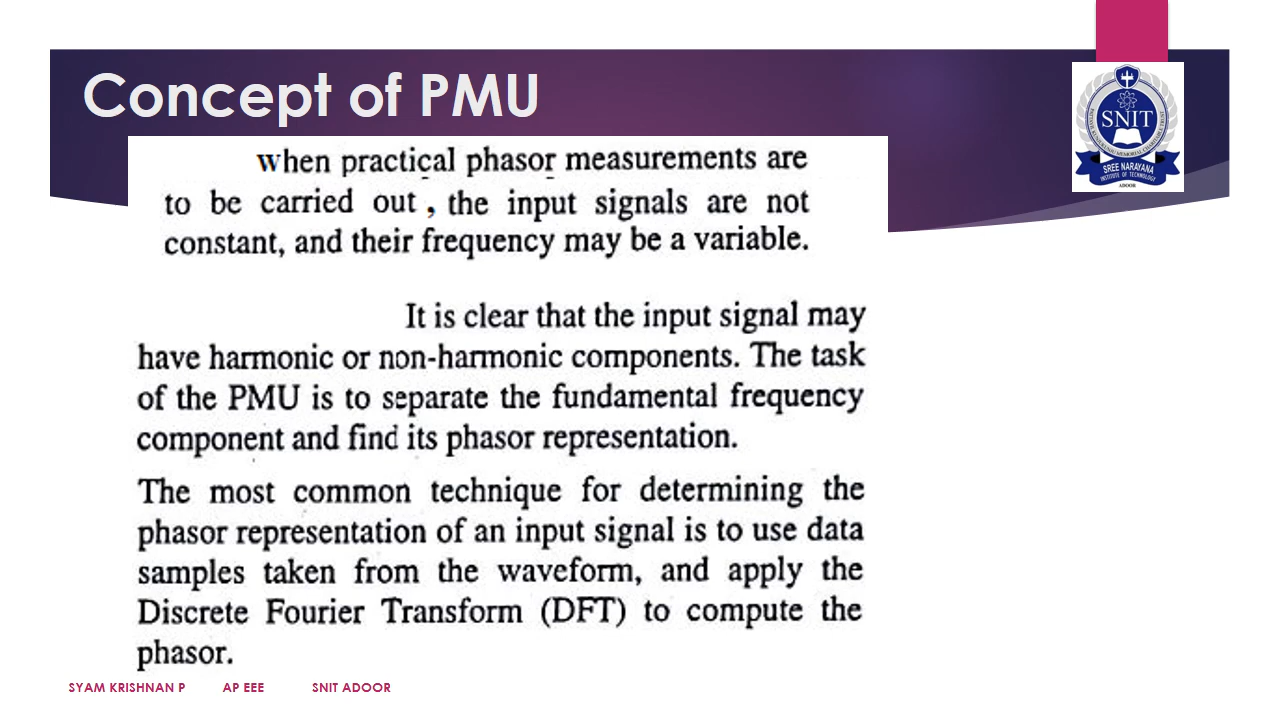 Concept of PMU
SNIT
SREE NARAYANA
INSTITUTE OF TECHNOLOGY
ADOOR
when practical phasor measurements are
to be carried out , the input signals are not
constant, and their frequency may be a variable.
It is clear that the input signal may
have harmonic or non-harmonic components. The task
of the PMU is to separate the fundamental frequency
component and find its phasor representation.
The most common technique for determining the
phasor representation of an input signal is to use data
samples taken from the waveform, and apply the
Discrete Fourier Transform (DFT) to compute the
phasor.
SYAM KRISHNAN P AP EEE SNIT ADOOR